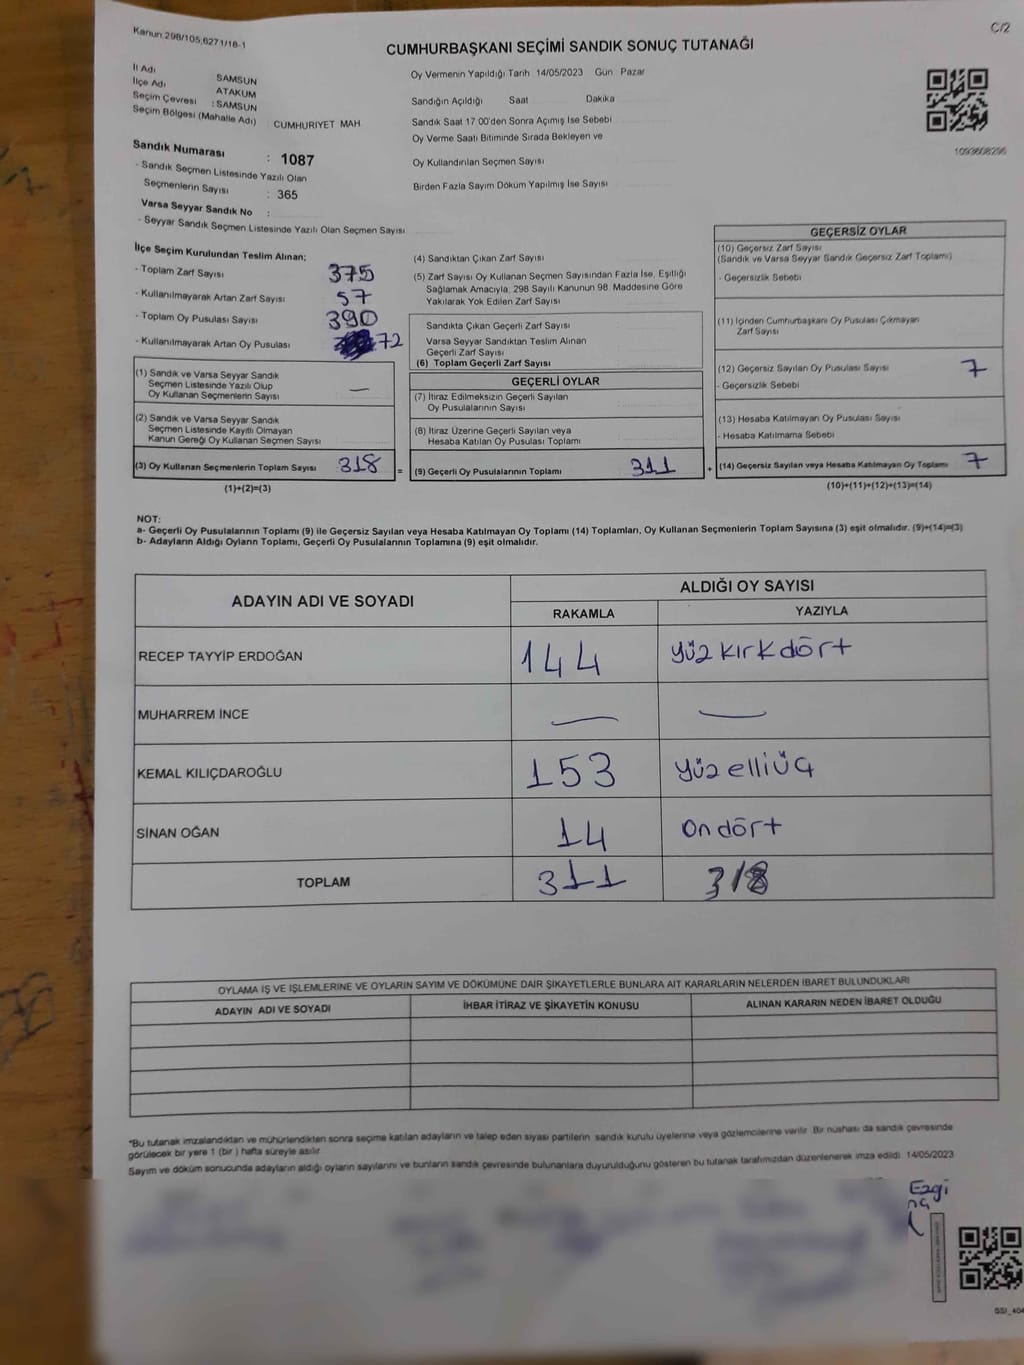 Kanun 298/105,6271/18-1
C/2
CUMHURBAŞKANI SEÇİMİ SANDIK SONUÇ TUTANAĞI
İl Adı SAMSUN
İlçe Adı ATAKUM
Seçim Çevresi : SAMSUN
Seçim Bölgesi (Mahalle Adı) CUMHURIYET MAH
Sandık Numarası : 1087
- Sandık Seçmen Listesinde Yazılı Olan
Seçmenlerin Sayısı : 365
Varsa Seyyar Sandık No :
- Seyyar Sandık Seçmen Listesinde Yazılı Olan Seçmen Sayısı
Oy Vermenin Yapıldığı Tarih 14/05/2023 Gün Pazar
Sandığın Açıldığı Saat Dakika
Sandık Saat 17 00'den Sonra Açımış İse Sebebi
Oy Verme Saati Bitiminde Sırada Bekleyen ve
Oy Kullandırılan Seçmen Sayısı
Birden Fazla Sayım Döküm Yapılmış İse Sayısı
1093608296
İlçe Seçim Kurulundan Teslim Alınan;
- Toplam Zarf Sayısı 375
- Kullanılmayarak Artan Zarf Sayısı 57
- Toplam Oy Pusulası Sayısı 390
- Kullanılmayarak Artan Oy Pusulası 72
(1) Sandık ve Varsa Seyyar Sandık
Seçmen Listesinde Yazılı Olup
Oy Kullanan Seçmenlerin Sayısı —
(2) Sandık ve Varsa Seyyar Sandık
Seçmen Listesinde Kayıtlı Olmayan
Kanun Gereği Oy Kullanan Seçmen Sayısı
(3) Oy Kullanan Seçmenlerin Toplam Sayısı 318 =
(1)+(2)=(3)
(4) Sandıktan Çıkan Zarf Sayısı
(5) Zarf Sayısı Oy Kullanan Seçmen Sayısından Fazla İse, Eşitliği
Sağlamak Amacıyla, 298 Sayılı Kanunun 98. Maddesine Göre
Yakılarak Yok Edilen Zarf Sayısı
Sandıkta Çıkan Geçerli Zarf Sayısı
Varsa Seyyar Sandıktan Teslim Alınan
Geçerli Zarf Sayısı
(6) Toplam Geçerli Zarf Sayısı
GEÇERLİ OYLAR
(7) İtiraz Edilmeksizin Geçerli Sayılan
Oy Pusulalarının Sayısı
(8) İtiraz Üzerine Geçerli Sayılan veya
Hesaba Katılan Oy Pusulası Toplamı
(9) Geçerli Oy Pusulalarının Toplamı 311 +
GEÇERSİZ OYLAR
(10) Geçersiz Zarf Sayısı
(Sandık ve Varsa Seyyar Sandık Geçersiz Zarf Toplamı)
- Geçersizlik Sebebi
(11) İçinden Cumhurbaşkanı Oy Pusulası Çıkmayan
Zarf Sayısı
(12) Geçersiz Sayılan Oy Pusulası Sayısı 7
- Geçersizlik Sebebi
(13) Hesaba Katılmayan Oy Pusulası Sayısı
- Hesaba Katılmama Sebebi
(14) Geçersiz Sayılan veya Hesaba Katılmayan Oy Toplamı 7
(10)+(11)+(12)+(13)=(14)
NOT:
a- Geçerli Oy Pusulalarının Toplamı (9) ile Geçersiz Sayılan veya Hesaba Katılmayan Oy Toplamı (14) Toplamları, Oy Kullanan Seçmenlerin Toplam Sayısına (3) eşit olmalıdır. (9)+(14)=(3)
b- Adayların Aldığı Oyların Toplamı, Geçerli Oy Pusulalarının Toplamına (9) eşit olmalıdır.
ADAYIN ADI VE SOYADI ALDIĞI OY SAYISI
RAKAMLA YAZIYLA
RECEP TAYYİP ERDOĞAN 144 yüz kırk dört
MUHARREM İNCE — —
KEMAL KILIÇDAROĞLU 153 yüz elli üç
SİNAN OĞAN 14 On dört
TOPLAM 311 318
OYLAMA İŞ VE İŞLEMLERİNE VE OYLARIN SAYIM VE DÖKÜMÜNE DAİR ŞİKAYETLERLE BUNLARA AİT KARARLARIN NELERDEN İBARET BULUNDUKLARI
ADAYIN ADI VE SOYADI İHBAR İTİRAZ VE ŞİKAYETİN KONUSU ALINAN KARARIN NEDEN İBARET OLDUĞU
*Bu tutanak imzalandıktan ve mühürlendikten sonra seçime katılan adayların ve talep eden siyasi partilerin sandık kurulu üyelerine veya gözlemcilerine verilir. Bir nushası da sandık çevresinde
görülecek bir yere 1 (bir ) hafta süreyle asılır
Sayım ve döküm sonucunda adayların aldığı oyların sayılarını ve bunların sandık çevresinde bulunanlara duyurulduğunu gösteren bu tutanak tarafımızdan düzenlenerek imza edildi. 14/05/2023
Ezgi